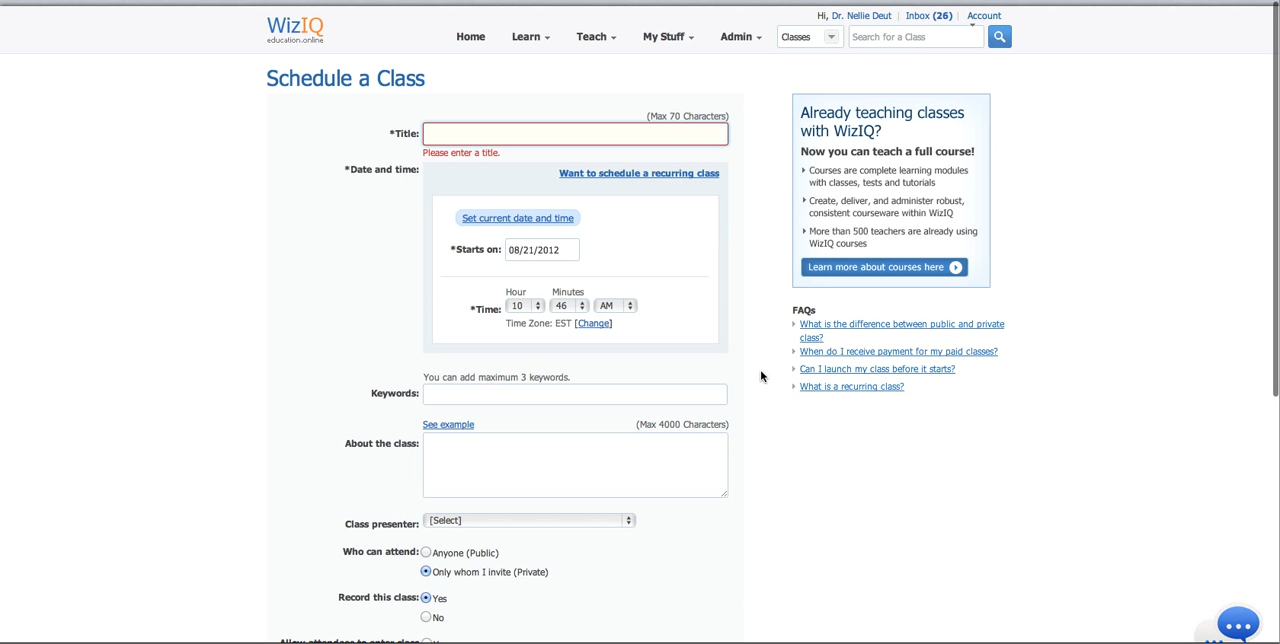 WizIQ
education.online
Hi, Dr. Nellie Deut | Inbox (26) | Account
Home Learn Teach My Stuff Admin Classes Search for a Class
Schedule a Class
(Max 70 Characters)
*Title:
Please enter a title.
*Date and time:
Want to schedule a recurring class
Set current date and time
*Starts on: 08/21/2012
Hour Minutes
*Time: 10 46 AM
Time Zone: EST [Change]
You can add maximum 3 keywords.
Keywords:
See example (Max 4000 Characters)
About the class:
Class presenter: [Select]
Who can attend: Anyone (Public)
Only whom I invite (Private)
Record this class: Yes
No
Allow attendees to enter class
Already teaching classes
with WizIQ?
Now you can teach a full course!
Courses are complete learning modules
with classes, tests and tutorials
Create, deliver, and administer robust,
consistent courseware within WizIQ
More than 500 teachers are already using
WizIQ courses
Learn more about courses here
FAQs
What is the difference between public and private
class?
When do I receive payment for my paid classes?
Can I launch my class before it starts?
What is a recurring class?